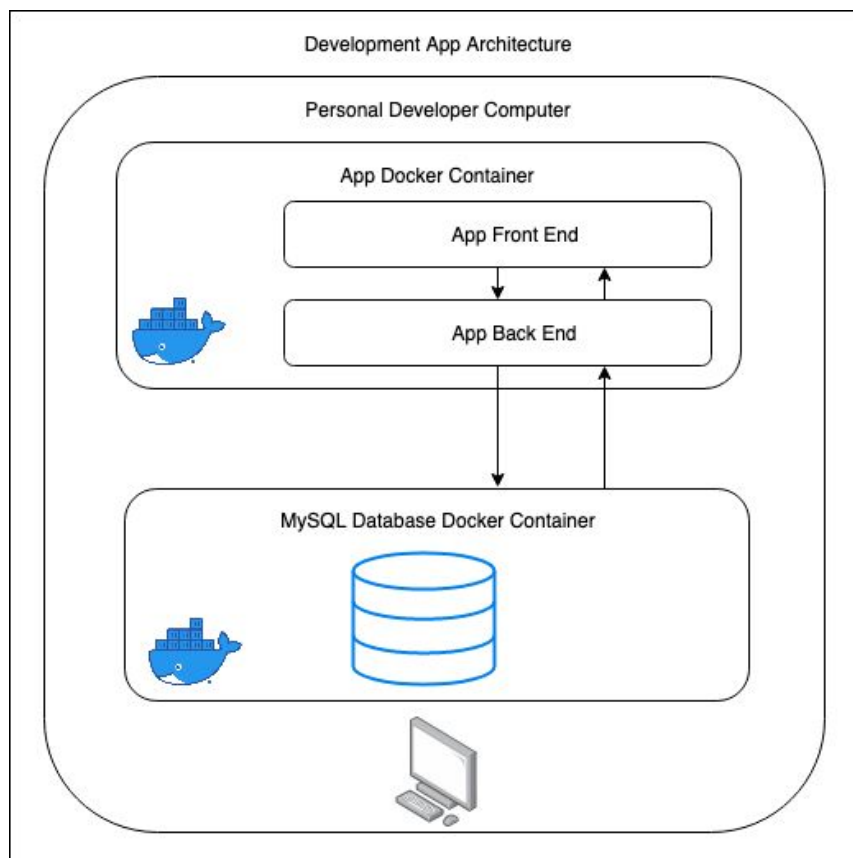 Development App Architecture
Personal Developer Computer
App Docker Container
App Front End
App Back End
MySQL Database Docker Container